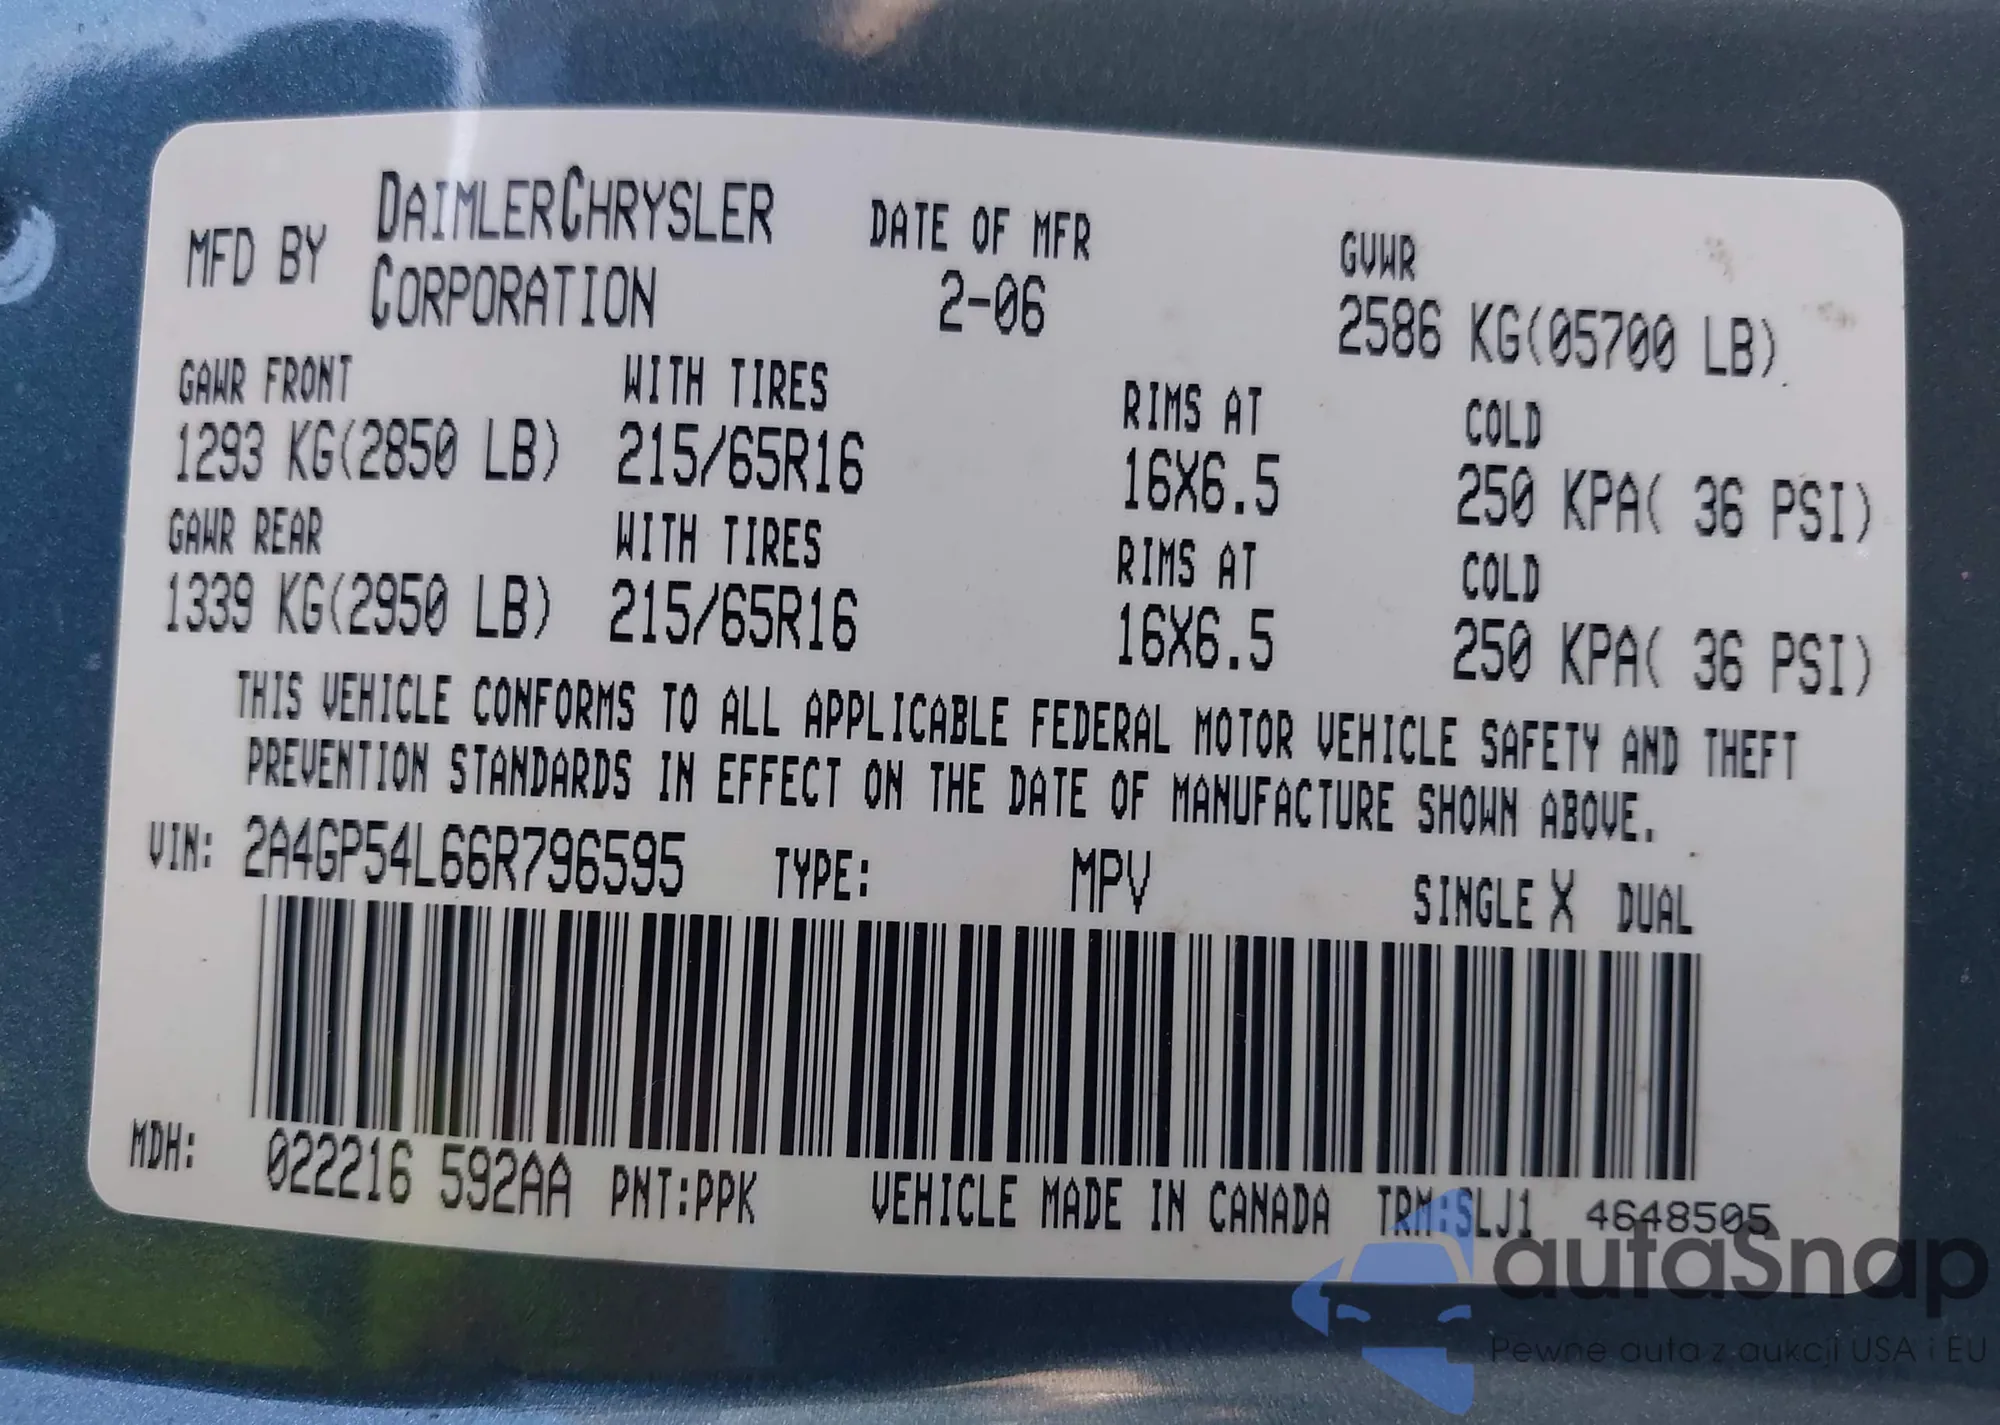 MFD BY DAIMLERCHRYSLER CORPORATION DATE OF MFR 2-06 GVWR 2586 KG(05700 LB)
GAWR FRONT WITH TIRES RIMS AT COLD
1293 KG(2850 LB) 215/65R16 16X6.5 250 KPA( 36 PSI)
GAWR REAR WITH TIRES RIMS AT COLD
1339 KG(2950 LB) 215/65R16 16X6.5 250 KPA( 36 PSI)
THIS VEHICLE CONFORMS TO ALL APPLICABLE FEDERAL MOTOR VEHICLE SAFETY AND THEFT
PREVENTION STANDARDS IN EFFECT ON THE DATE OF MANUFACTURE SHOWN ABOVE.
VIN: 2A4GP54L66R796595 TYPE: MPV SINGLE X DUAL
MDH: 022216 592AA PNT:PPK VEHICLE MADE IN CANADA TRM:SLJ1 4648505
autaSnap
Pewne auta z aukcji USA i EU